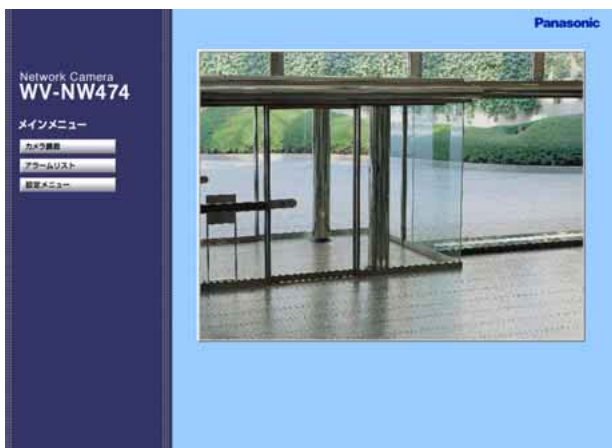 Panasonic
Network Camera
WV-NW474
メインメニュー
カメラ画面
アラームリスト
設定メニュー